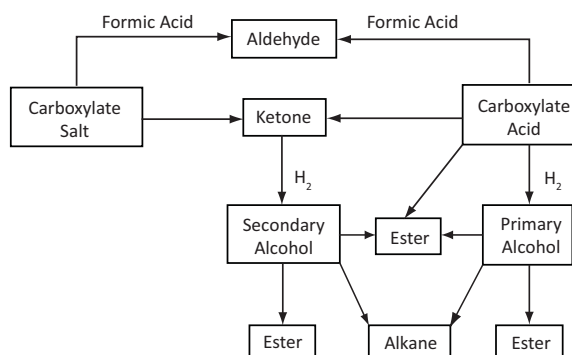 Formic Acid
Formic Acid
Aldehyde
Carboxylate
Salt
Ketone
Carboxylate
Acid
H₂
H₂
Secondary
Alcohol
Ester
Primary
Alcohol
Ester
Alkane
Ester